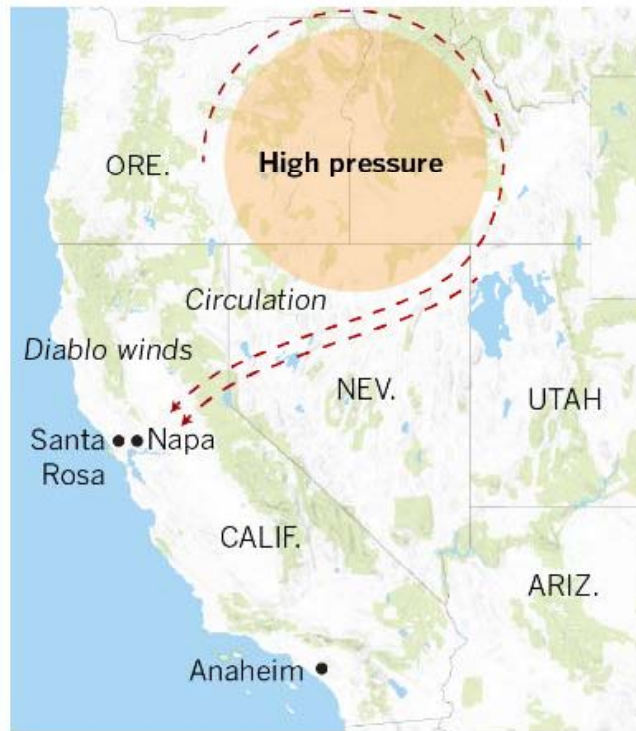 ORE.
High pressure
Circulation
Diablo winds
NEV.
UTAH
Santa
Rosa
Napa
CALIF.
ARIZ.
Anaheim